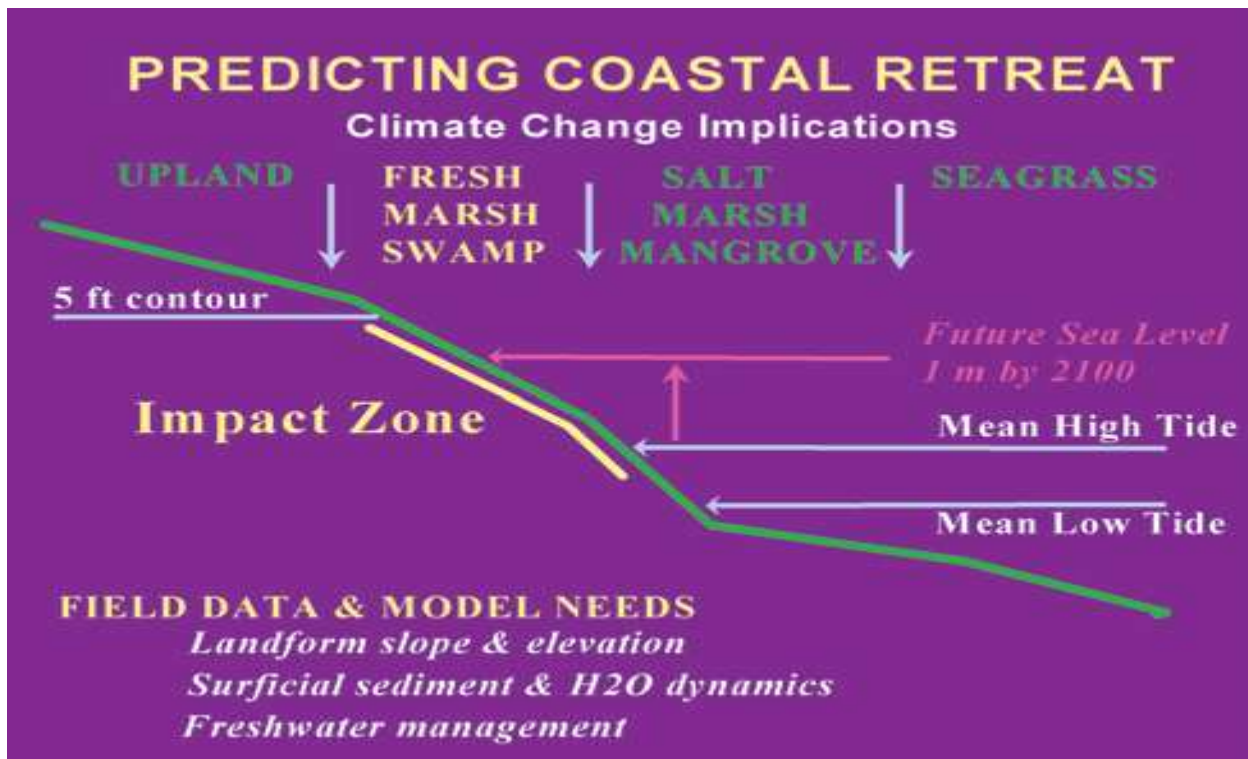 PREDICTING COASTAL RETREAT
Climate Change Implications
UPLAND
FRESH
MARSH
SWAMP
SALT
MARSH
MANGROVE
SEAGRASS
5 ft contour
Future Sea Level
1 m by 2100
Impact Zone
Mean High Tide
Mean Low Tide
FIELD DATA & MODEL NEEDS
Landform slope & elevation
Surficial sediment & H2O dynamics
Freshwater management